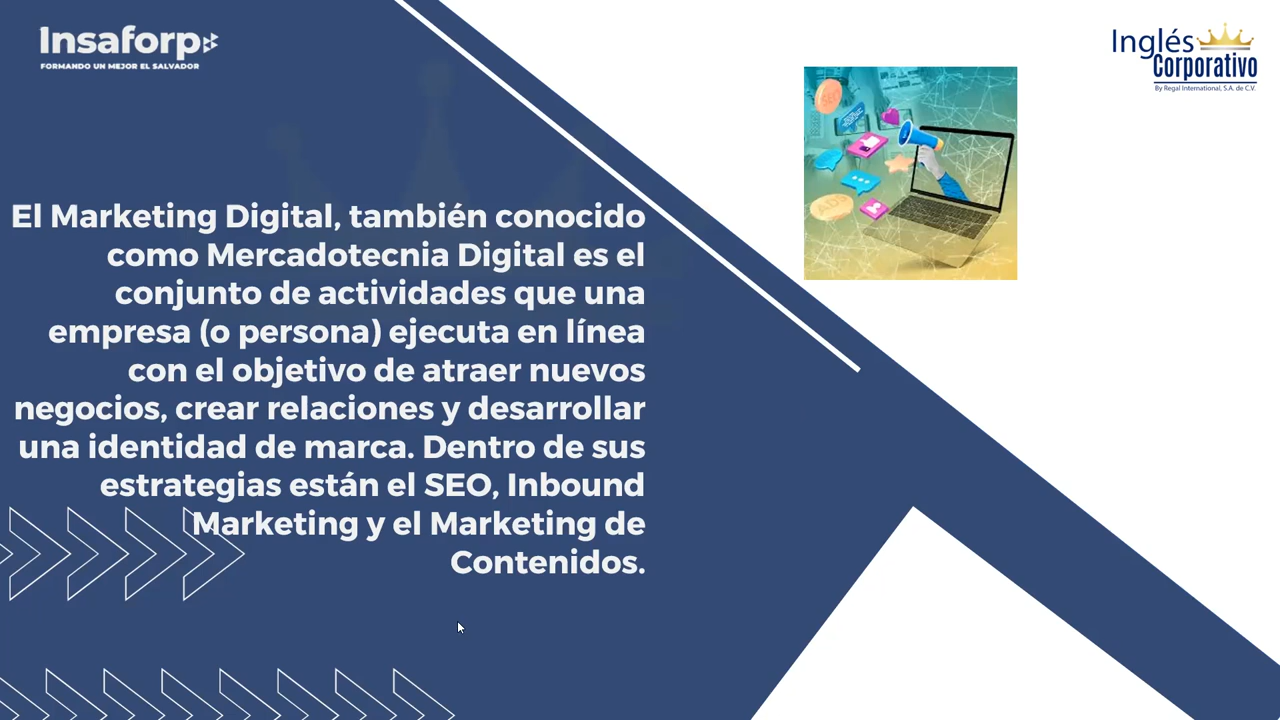 Insaforp
FORMANDO UN MEJOR EL SALVADOR
Inglés
Corporativo
By Regal International, S.A. de C.V.
El Marketing Digital, también conocido
como Mercadotecnia Digital es el
conjunto de actividades que una
empresa (o persona) ejecuta en línea
con el objetivo de atraer nuevos
negocios, crear relaciones y desarrollar
una identidad de marca. Dentro de sus
estrategias están el SEO, Inbound
Marketing y el Marketing de
Contenidos.
ADS